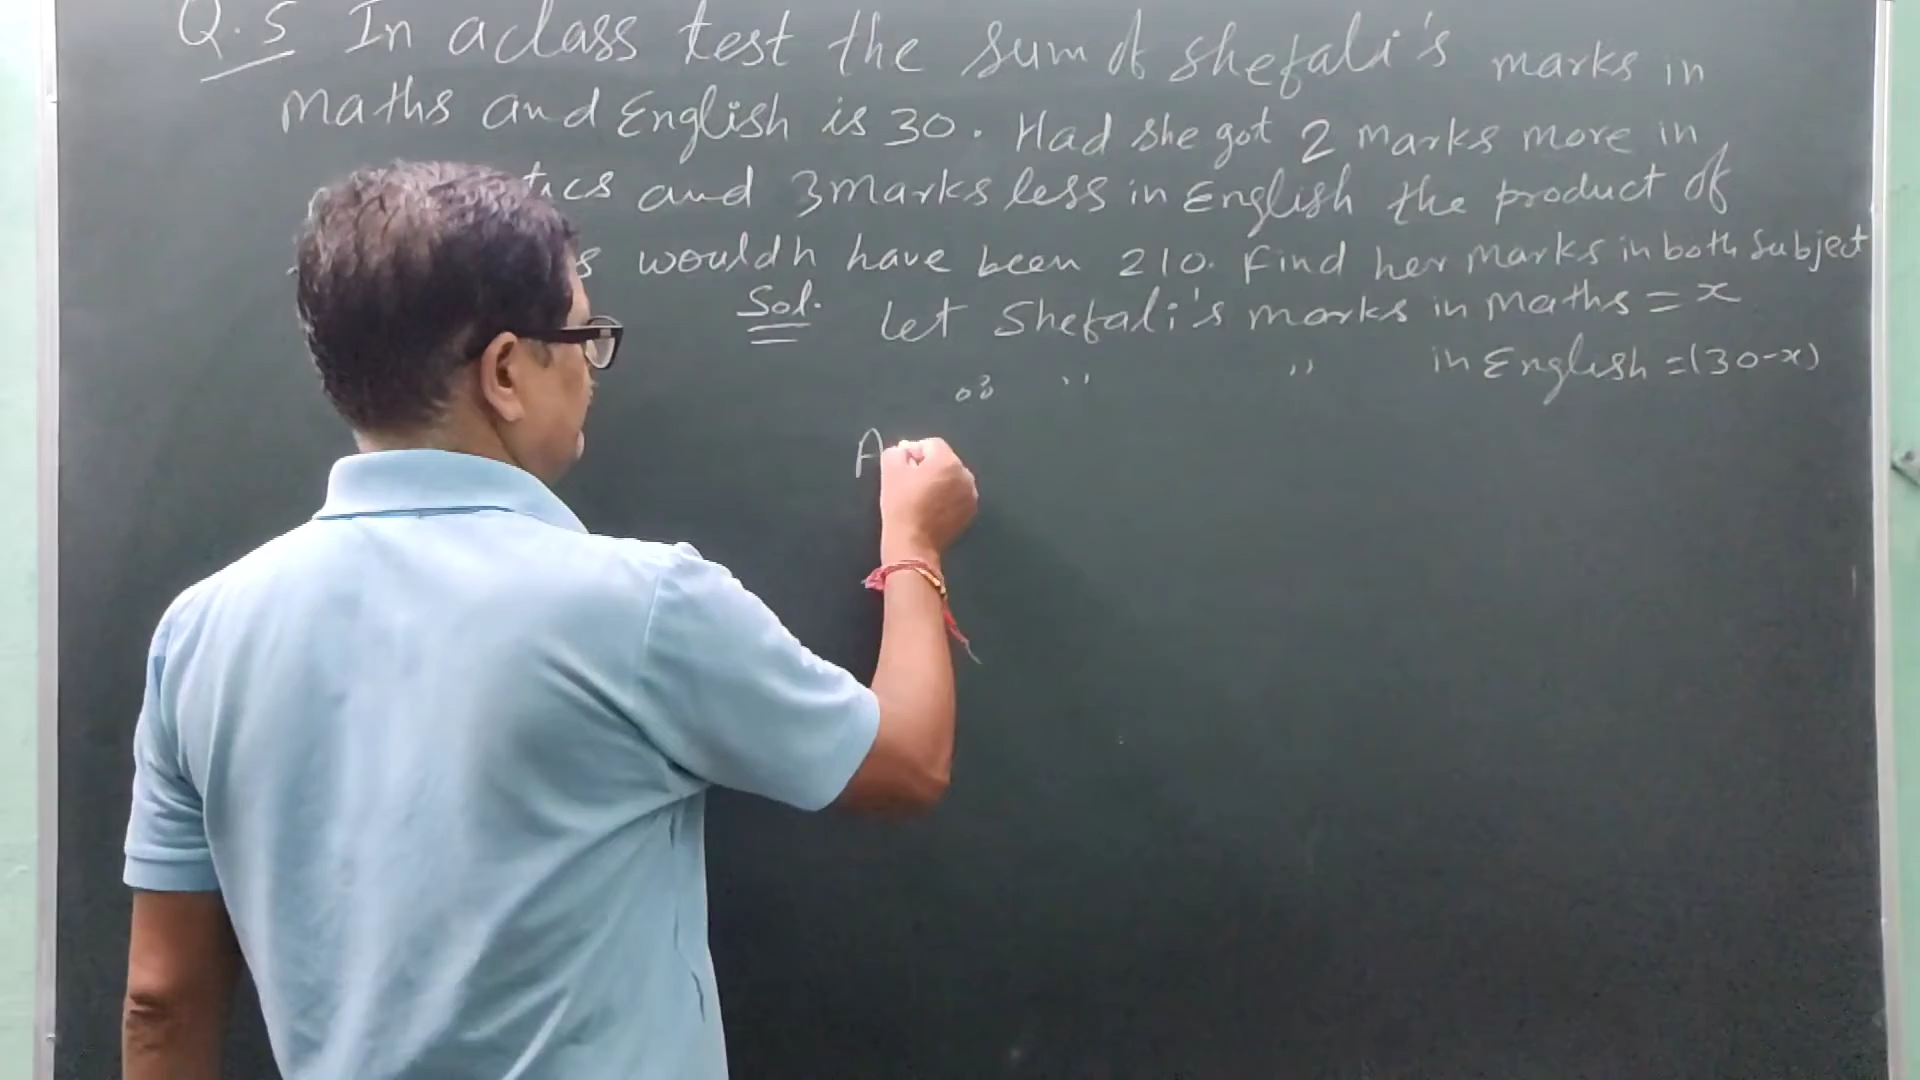 Q.5 In a class test the sum of Shefali's marks in
maths and English is 30. Had she got 2 marks more in
tics and 3 marks less in English the product of
s wouldh have been 210. Find her marks in both Subject
Sol. Let Shefali's marks in maths = x
∴ " " in English = (30-x)
A